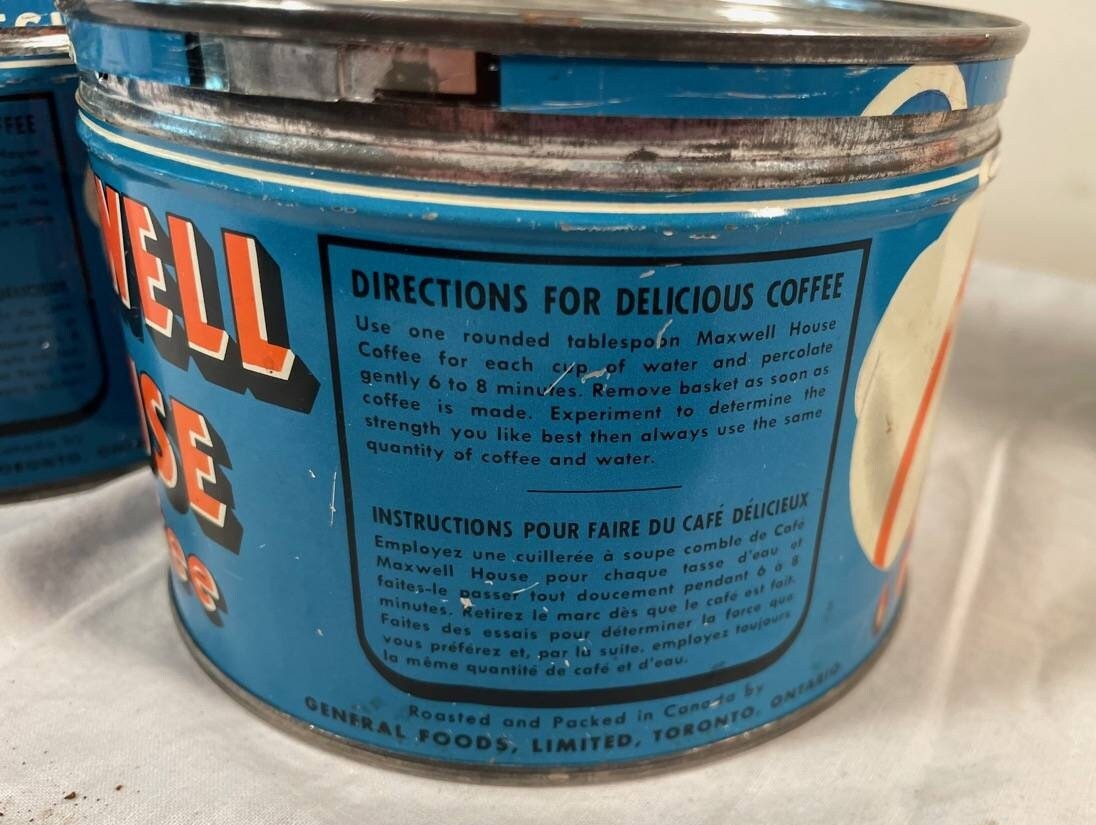 WELL
USE
fee
DIRECTIONS FOR DELICIOUS COFFEE
Use one rounded tablespoon Maxwell House
Coffee for each cup of water and percolate
gently 6 to 8 minutes. Remove basket as soon as
coffee is made. Experiment to determine the
strength you like best then always use the same
quantity of coffee and water.
INSTRUCTIONS POUR FAIRE DU CAFÉ DÉLICIEUX
Employez une cuillerée à soupe comble de Café
Maxwell House pour chaque tasse d'eau et
faites-le passer tout doucement pendant 6 à 8
minutes. Retirez le marc dès que le café est fait.
Faites des essais pour déterminer la force que
vous préférez et, par la suite, employez toujours
la même quantité de café et d'eau.
Roasted and Packed in Canada by
GENERAL FOODS, LIMITED, TORONTO, ONTARIO
FFEE
TORONTO